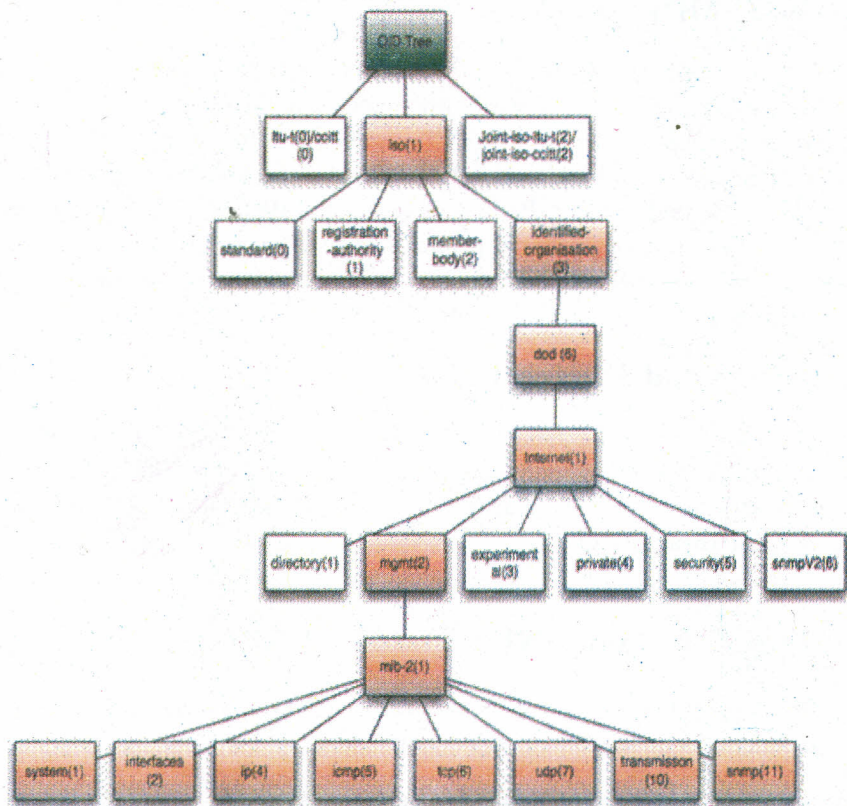 OID Tree
itu-t(0)/ccitt
(0)
iso(1)
Joint-iso-itu-t(2)/
joint-iso-ccitt(2)
standard(0)
registration
-authority
(1)
member-
body(2)
identified-
organisation
(3)
dod (6)
Internet(1)
directory(1)
mgmt(2)
experiment
al(3)
private(4)
security(5)
snmpV2(6)
mib-2(1)
system(1)
interfaces
(2)
ip(4)
icmp(5)
tcp(6)
udp(7)
transmisson
(10)
snmp(11)